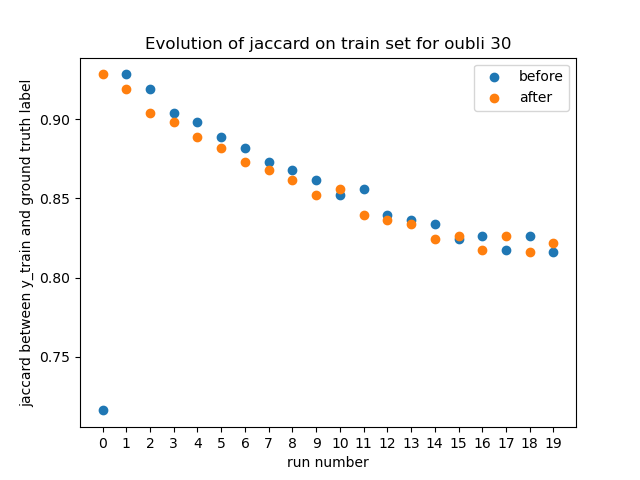 Evolution of jaccard on train set for oubli 30
before
after
jaccard between y_train and ground truth label
0.90
0.85
0.80
0.75
0 1 2 3 4 5 6 7 8 9 10 11 12 13 14 15 16 17 18 19
run number